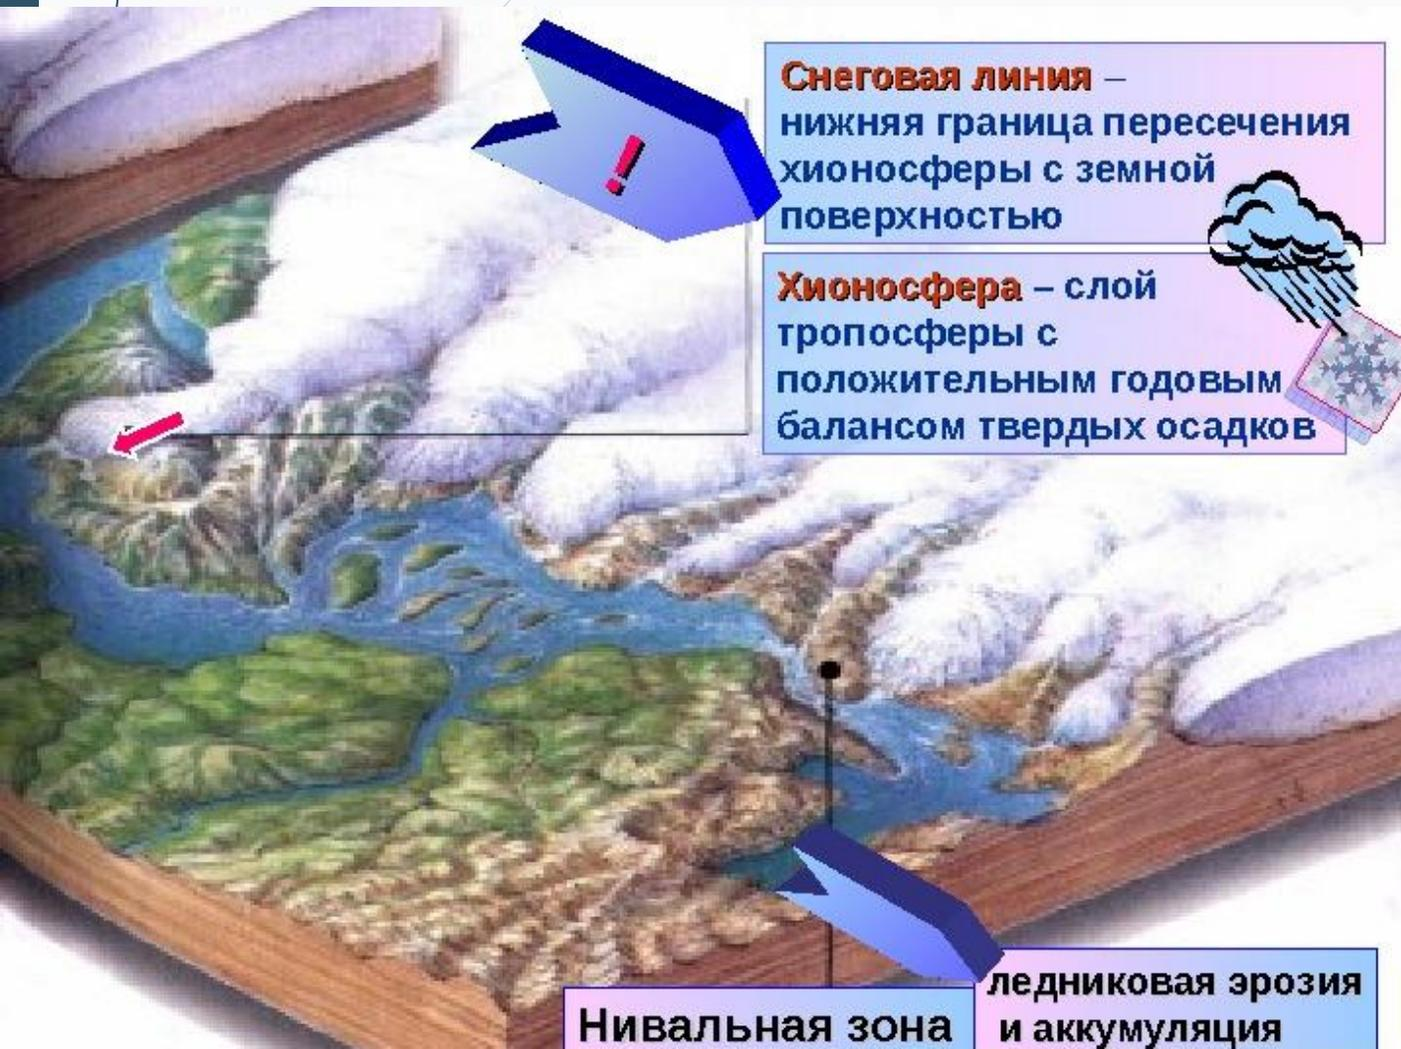 Снеговая линия –
нижняя граница пересечения
хионосферы с земной
поверхностью
!
Хионосфера – слой
тропосферы с
положительным годовым
балансом твердых осадков
ледниковая эрозия
и аккумуляция
Нивальная зона